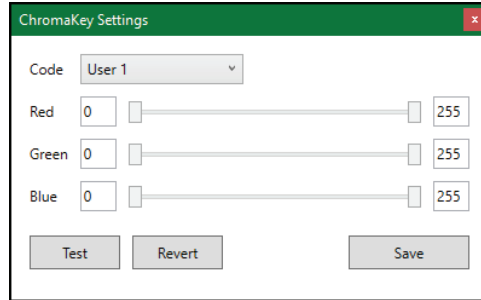 ChromaKey Settings x
Code User 1
Red 0 255
Green 0 255
Blue 0 255
Test Revert Save